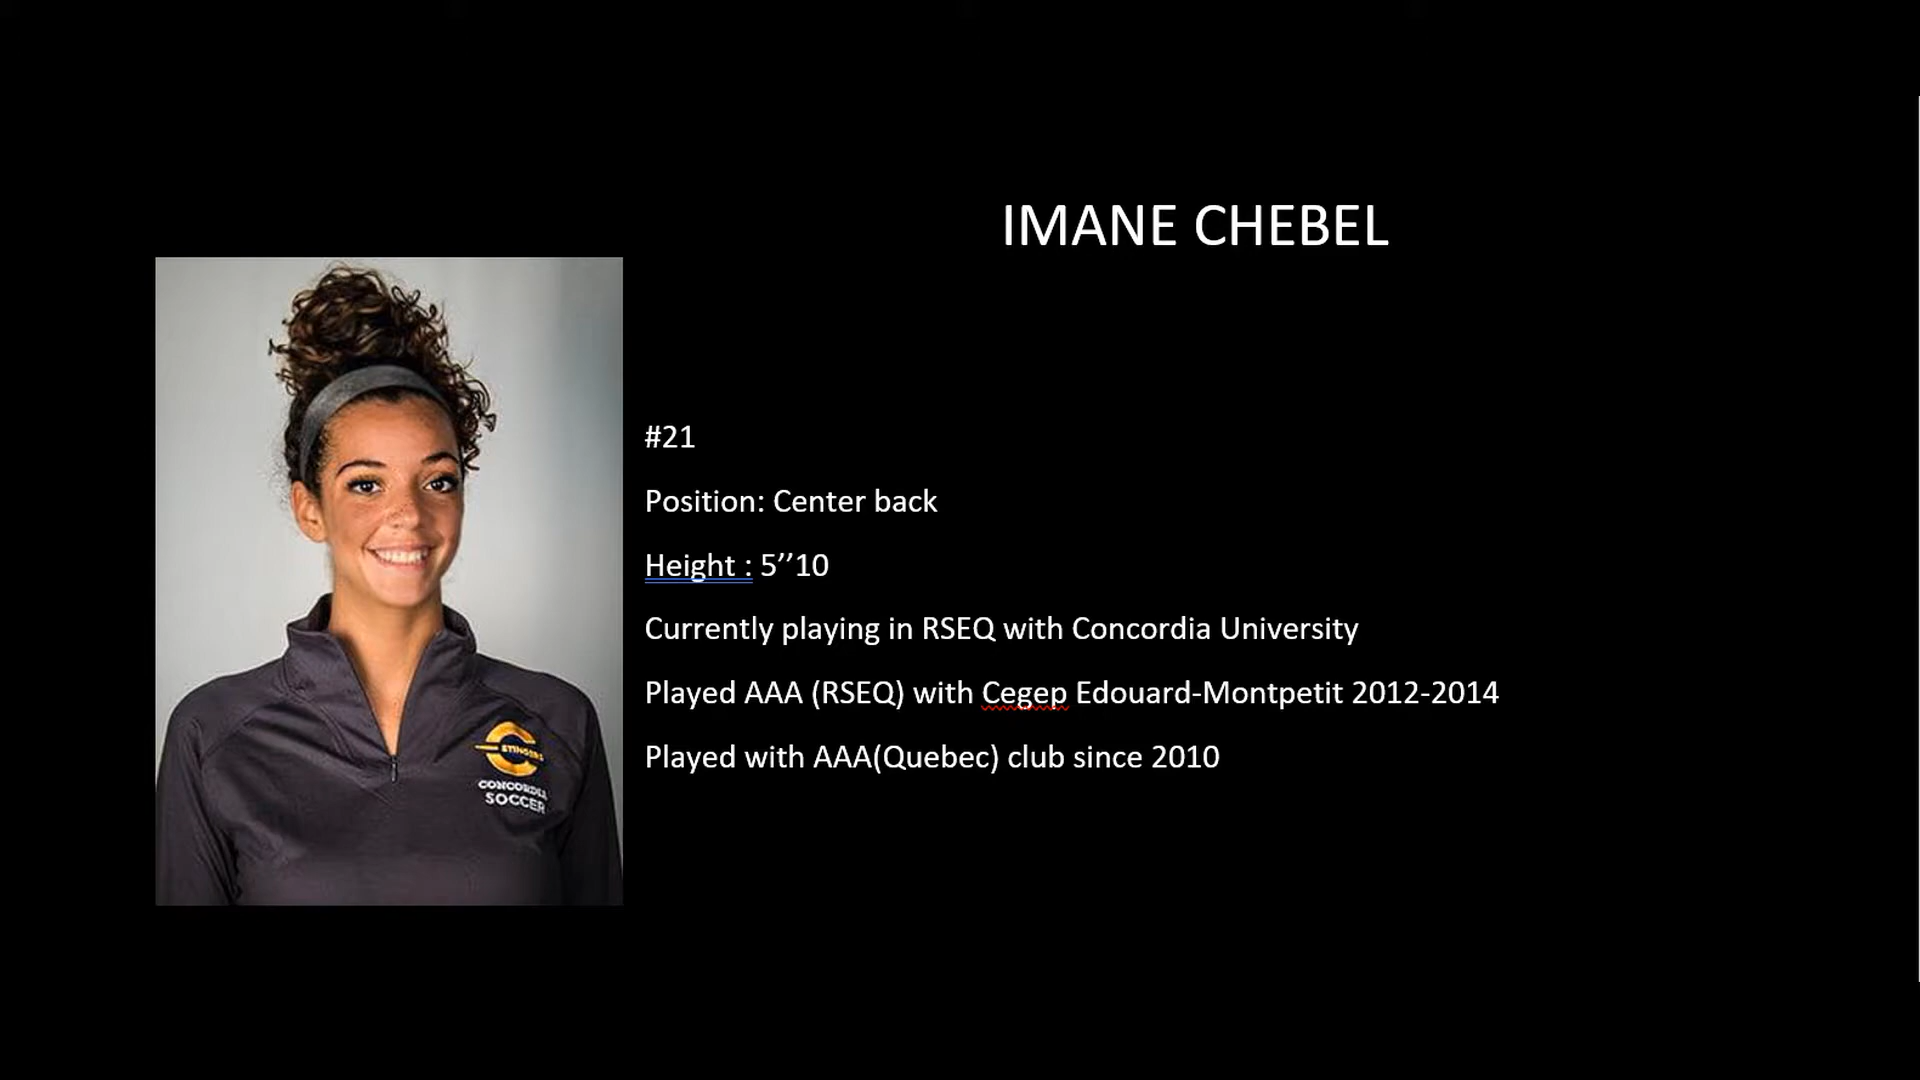 IMANE CHEBEL
#21
Position: Center back
Height : 5’’10
Currently playing in RSEQ with Concordia University
Played AAA (RSEQ) with Cegep Edouard-Montpetit 2012-2014
Played with AAA(Quebec) club since 2010
STINGERS
CONCORDIA
SOCCER